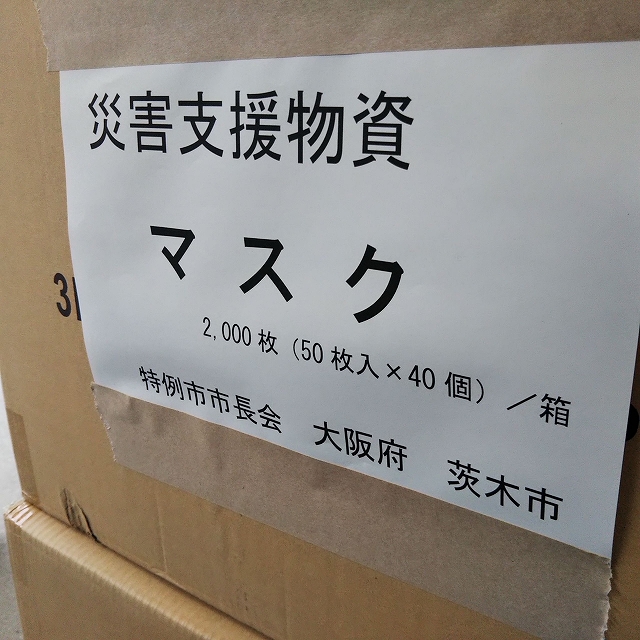 災害支援物資
マスク
2,000枚（50枚入×40個）／箱
特例市市長会　大阪府　茨木市
3